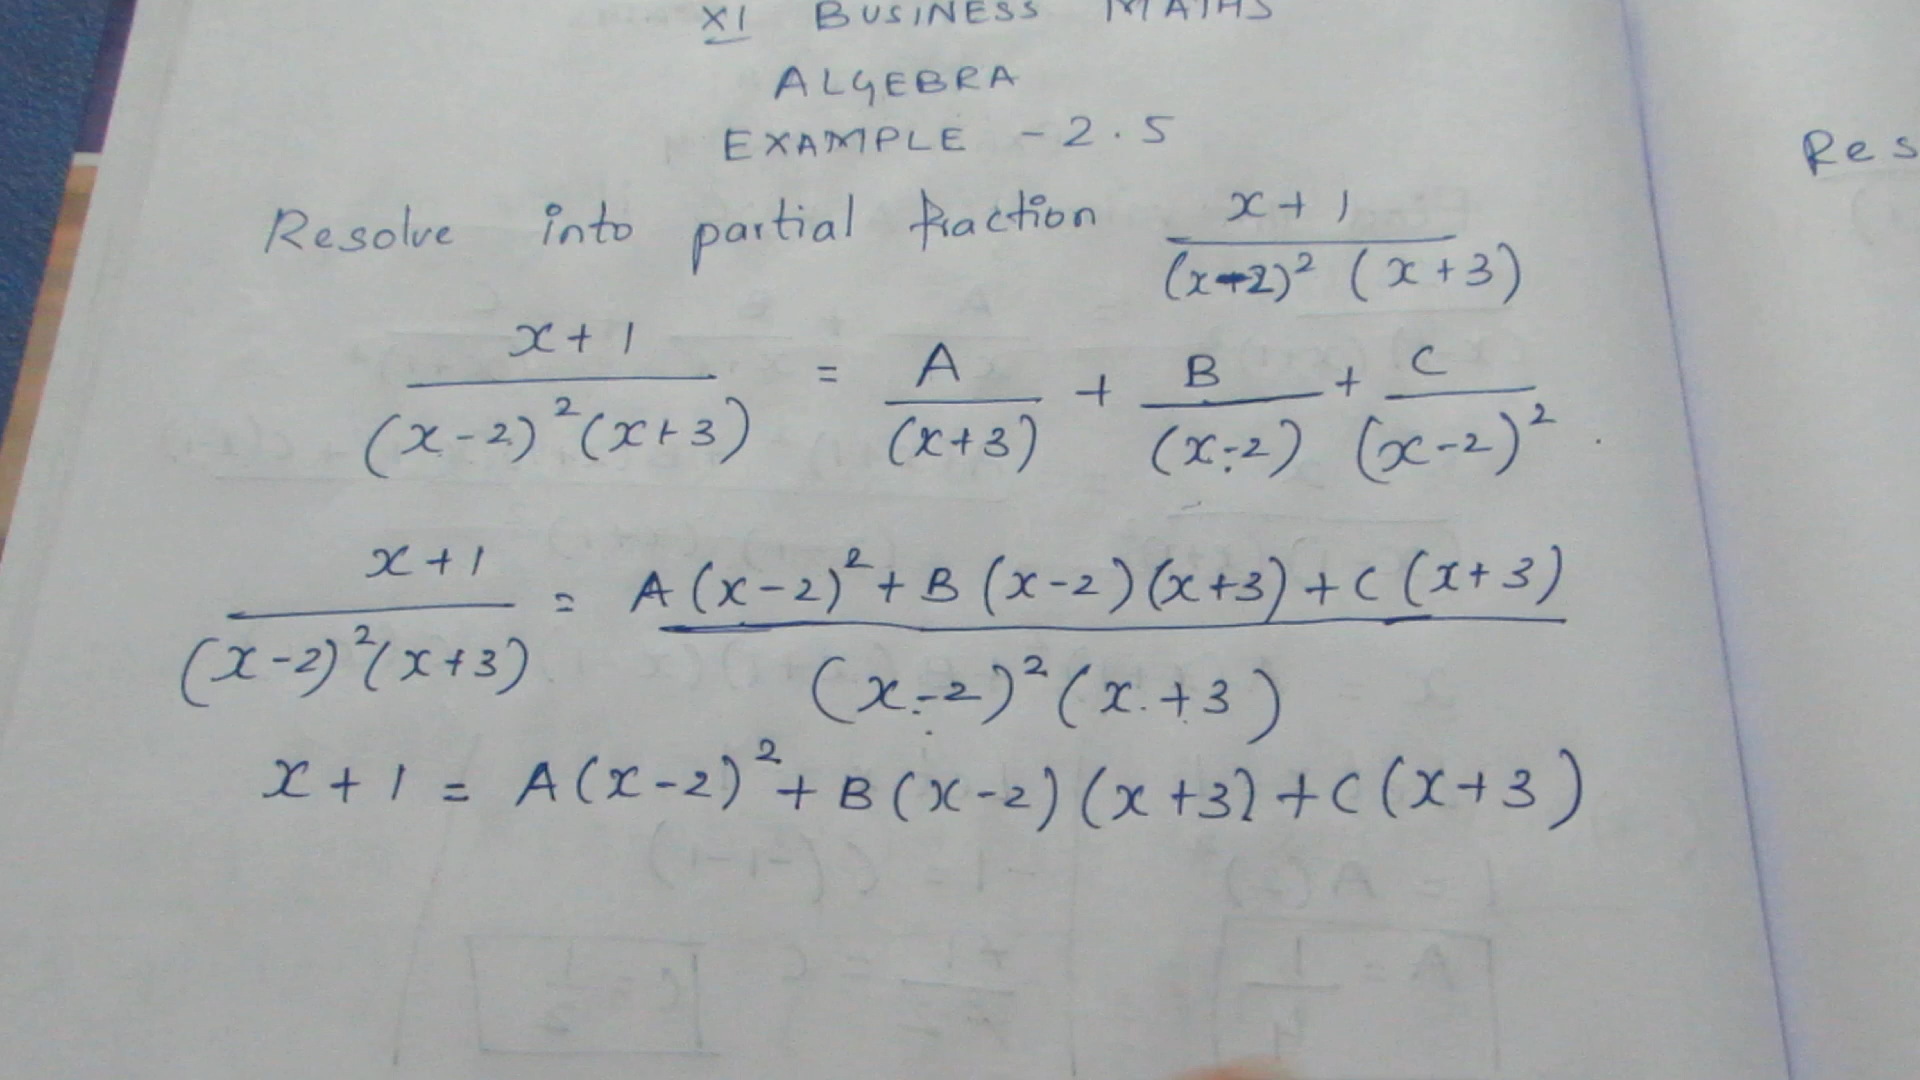 XI BUSINESS MATHS
ALGEBRA
EXAMPLE - 2.5
Resolve into partial fraction (x+1)/((x-2)² (x+3))
Res
(x+1)/((x-2)²(x+3)) = A/(x+3) + B/(x-2) + C/(x-2)²
(x+1)/((x-2)²(x+3)) = (A(x-2)²+B(x-2)(x+3)+C(x+3))/((x-2)²(x+3))
x+1 = A(x-2)²+B(x-2)(x+3)+C(x+3)